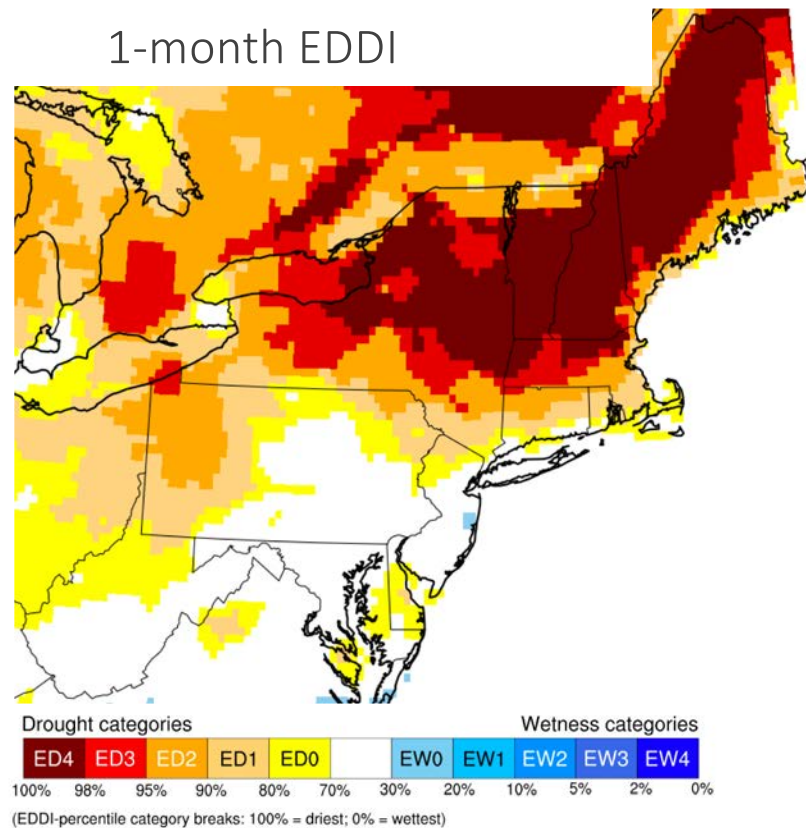 1-month EDDI
Drought categories Wetness categories
ED4 ED3 ED2 ED1 ED0 EW0 EW1 EW2 EW3 EW4
100% 98% 95% 90% 80% 70% 30% 20% 10% 5% 2% 0%
(EDDI-percentile category breaks: 100% = driest; 0% = wettest)